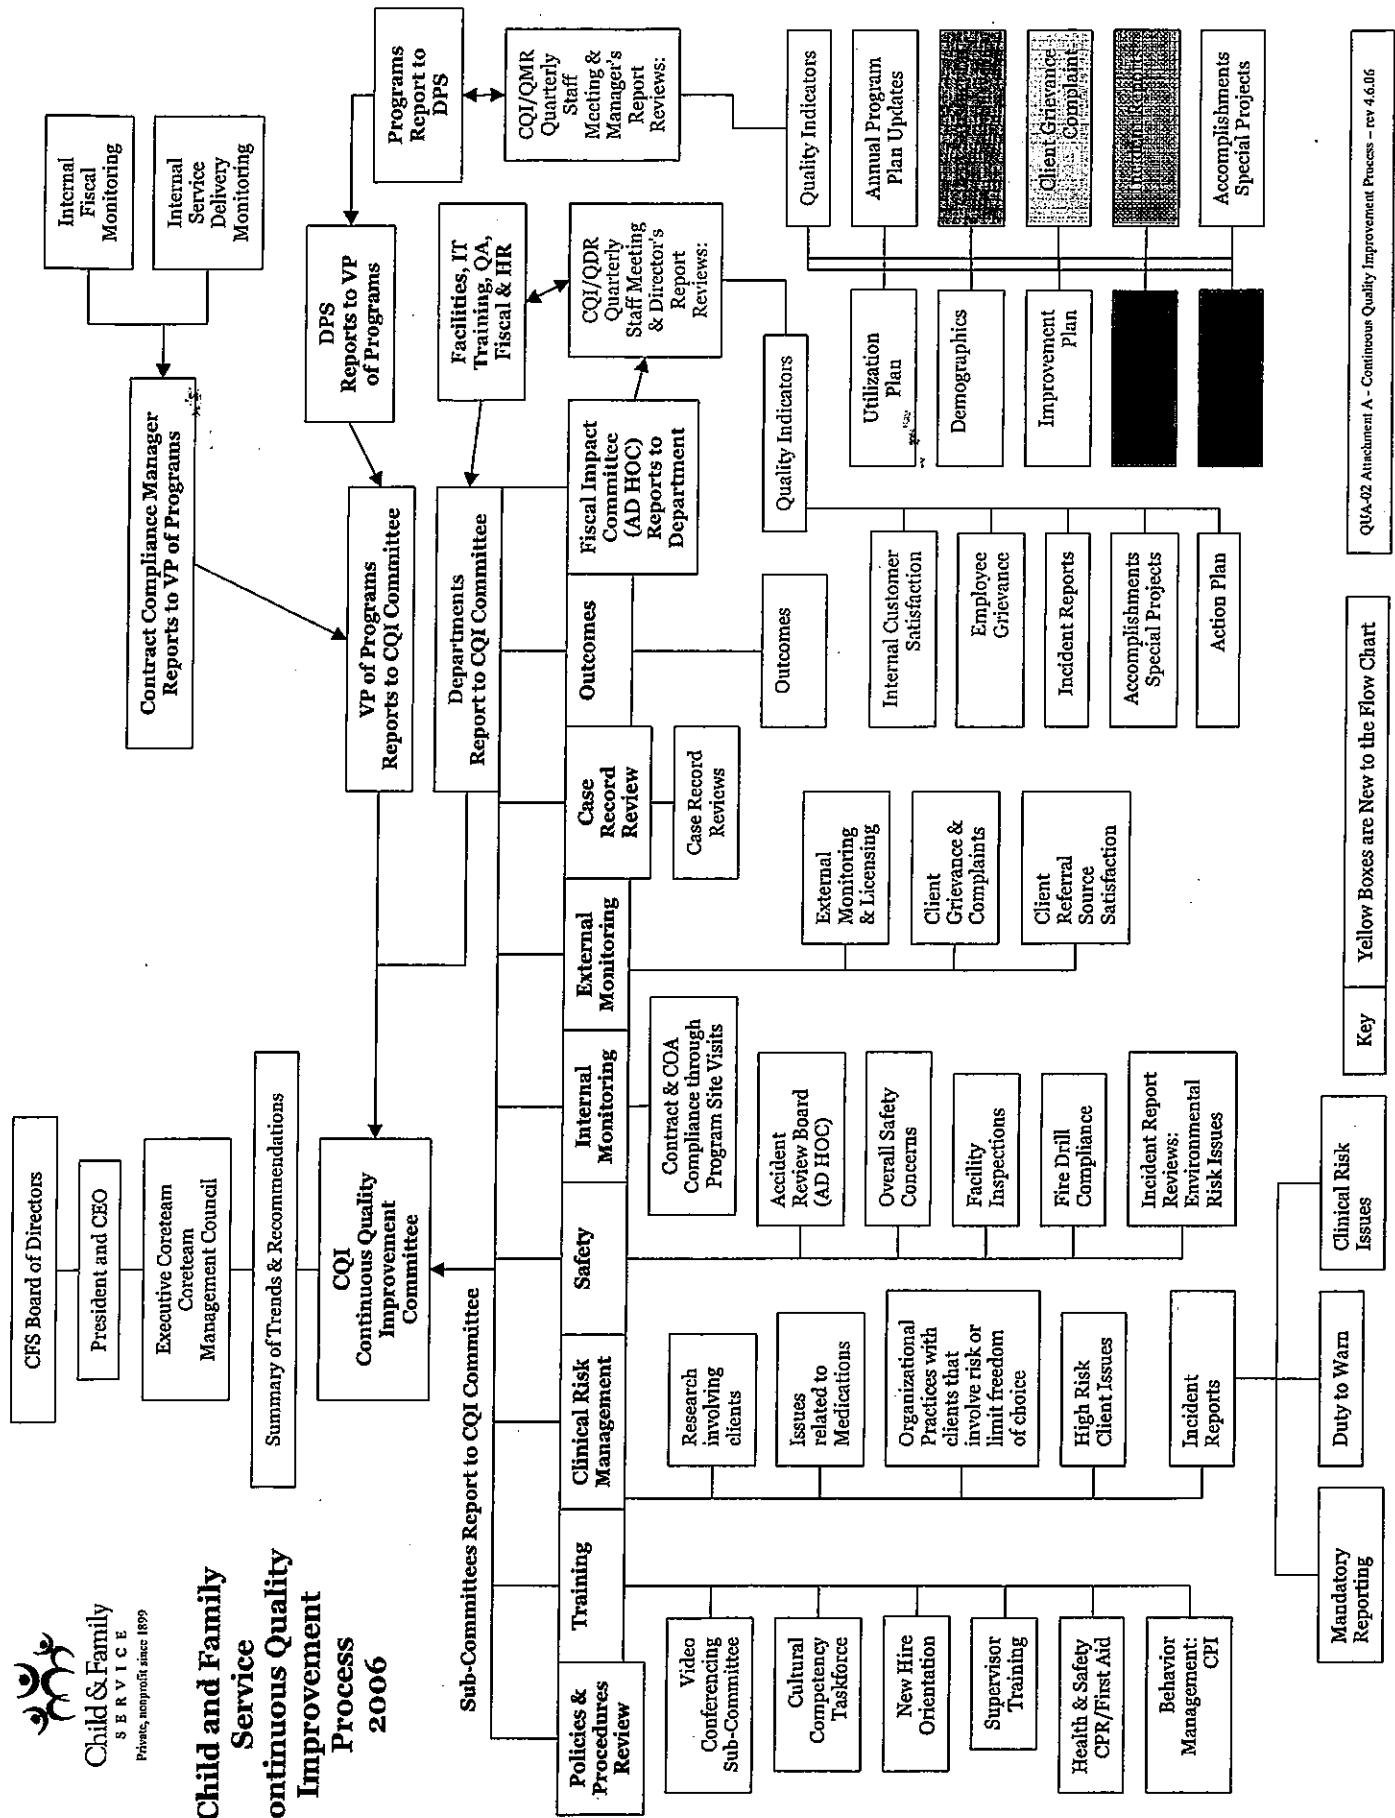 Child & Family
SERVICE
Private, nonprofit since 1899
Child and Family
Service
ontinuous Quality
Improvement
Process
2006
CFS Board of Directors
President and CEO
Executive Coreteam
Coreteam
Management Council
Summary of Trends & Recommendations
CQI
Continuous Quality
Improvement
Committee
Contract Compliance Manager
Reports to VP of Programs
Internal
Fiscal
Monitoring
Internal
Service
Delivery
Monitoring
VP of Programs
Reports to CQI Committee
DPS
Reports to VP
of Programs
Programs
Report to
DPS
Departments
Report to CQI Committee
Facilities, IT
Training, QA,
Fiscal & HR
CQI/QMR
Quarterly
Staff
Meeting &
Manager's
Report
Reviews:
CQI/QDR
Quarterly
Staff Meeting
& Director's
Report
Reviews:
Sub-Committees Report to CQI Committee
Policies &
Procedures
Review
Training
Clinical Risk
Management
Safety
Internal
Monitoring
External
Monitoring
Case
Record
Review
Outcomes
Fiscal Impact
Committee
(AD HOC)
Reports to
Department
Video
Conferencing
Sub-Committee
Cultural
Competency
Taskforce
New Hire
Orientation
Supervisor
Training
Health & Safety
CPR/First Aid
Behavior
Management:
CPI
Research
involving
clients
Issues
related to
Medications
Organizational
Practices with
clients that
involve risk or
limit freedom
of choice
High Risk
Client Issues
Incident
Reports
Mandatory
Reporting
Duty to Warn
Clinical Risk
Issues
Accident
Review Board
(AD HOC)
Overall Safety
Concerns
Facility
Inspections
Fire Drill
Compliance
Incident Report
Reviews:
Environmental
Risk Issues
Contract & COA
Compliance through
Program Site Visits
External
Monitoring
& Licensing
Client
Grievance &
Complaints
Client
Referral
Source
Satisfaction
Case Record
Reviews
Outcomes
Quality Indicators
Internal Customer
Satisfaction
Employee
Grievance
Incident Reports
Accomplishments
Special Projects
Action Plan
Quality Indicators
Utilization
Plan
Demographics
Improvement
Plan
Annual Program
Plan Updates
Client Grievance
Complaint
Accomplishments
Special Projects
Key
Yellow Boxes are New to the Flow Chart
QUA-02 Attachment A - Continuous Quality Improvement Process – rev 4.6.06